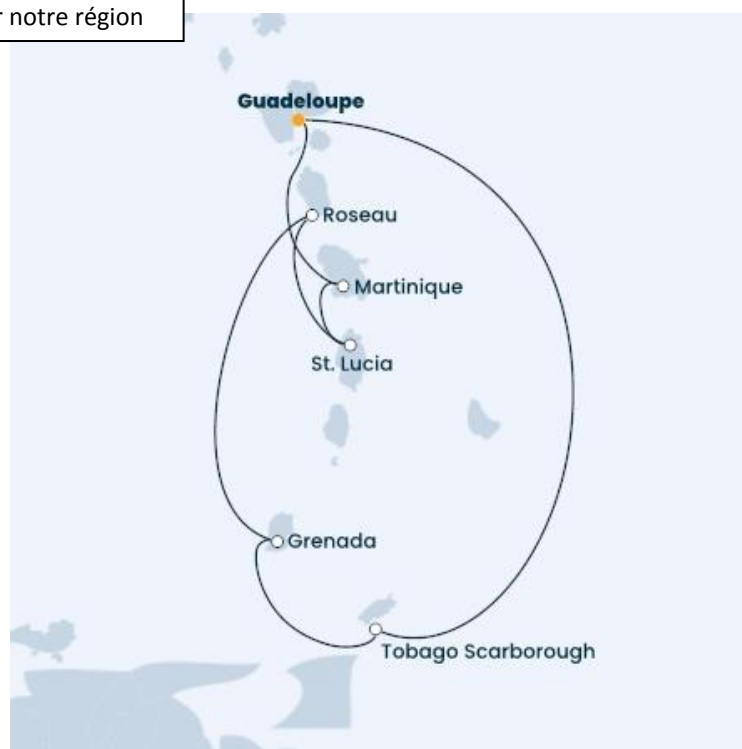 r notre région
Guadeloupe
Roseau
Martinique
St. Lucia
Grenada
Tobago Scarborough